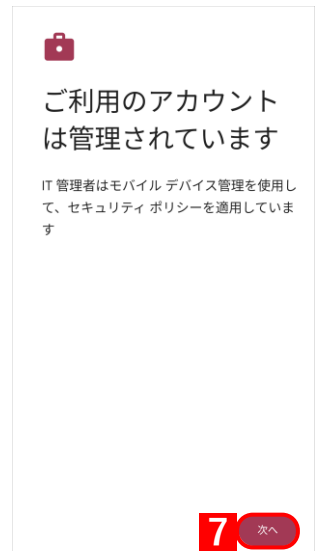 ご利用のアカウント
は管理されています
IT 管理者はモバイル デバイス管理を使用し
て、セキュリティ ポリシーを適用していま
す
7 次へ